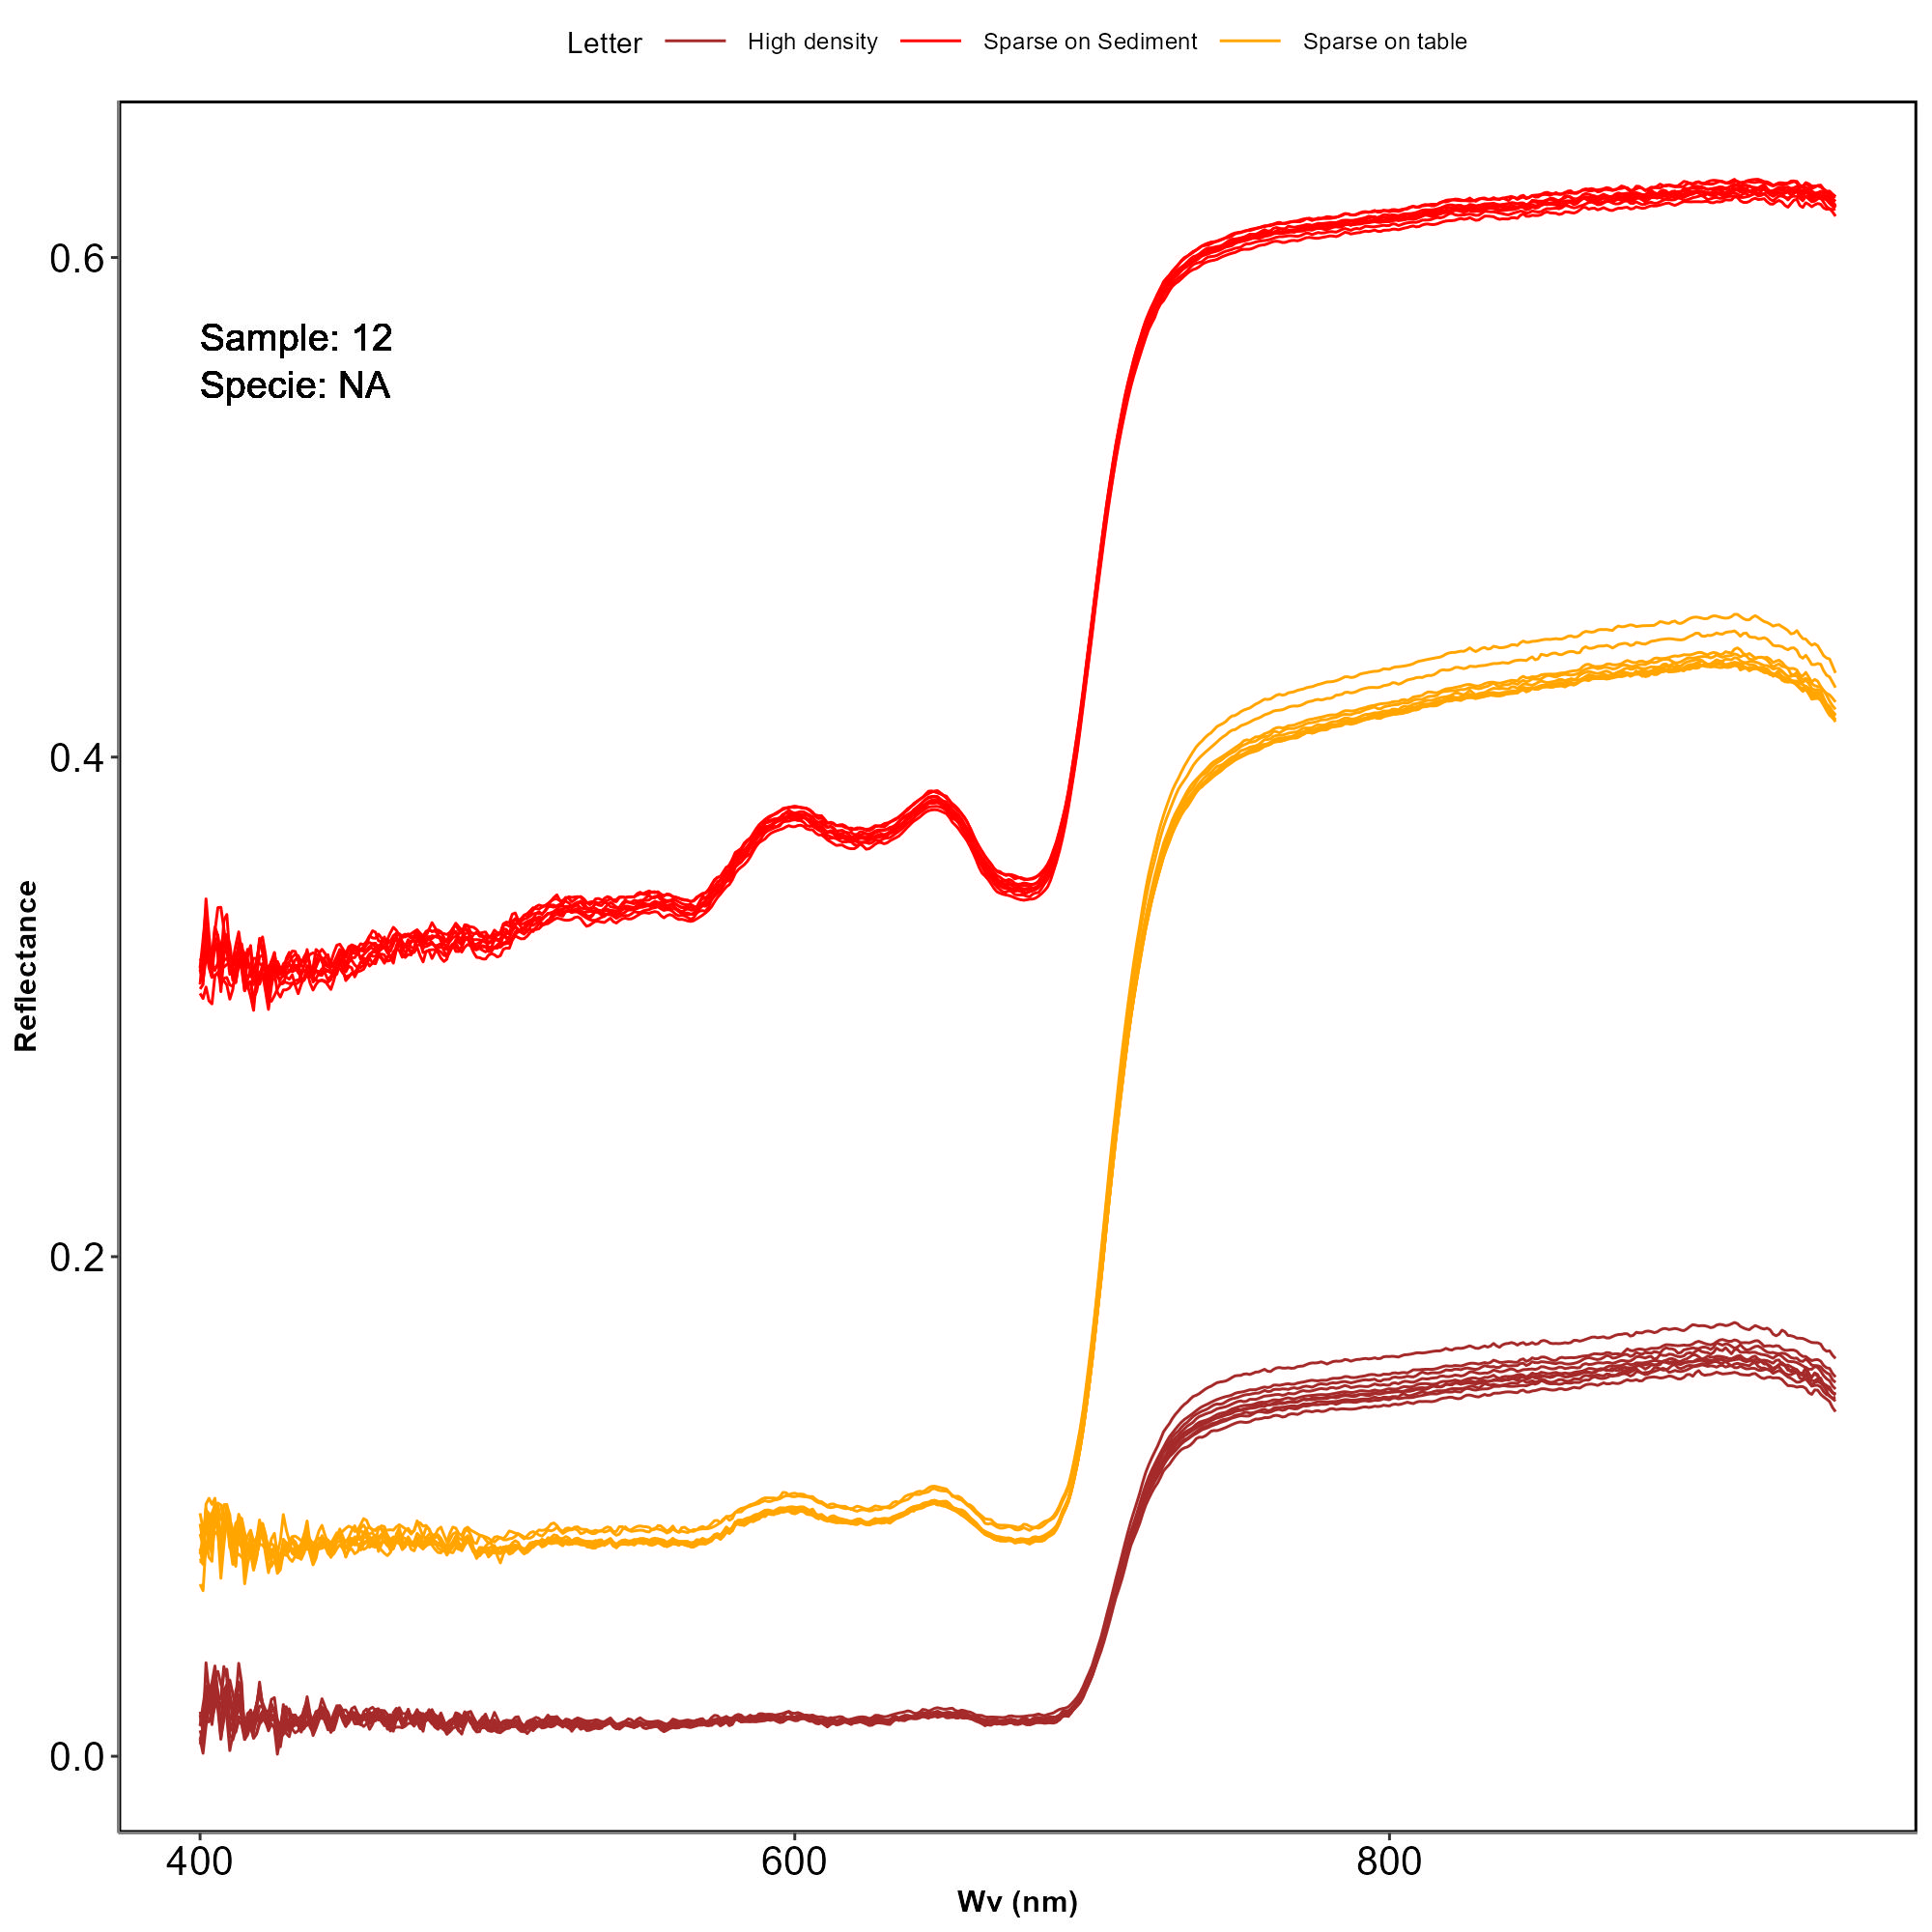 Letter High density Sparse on Sediment Sparse on table
0.6
Sample: 12
Specie: NA
0.4
Reflectance
0.2
0.0
400 600 800
Wv (nm)